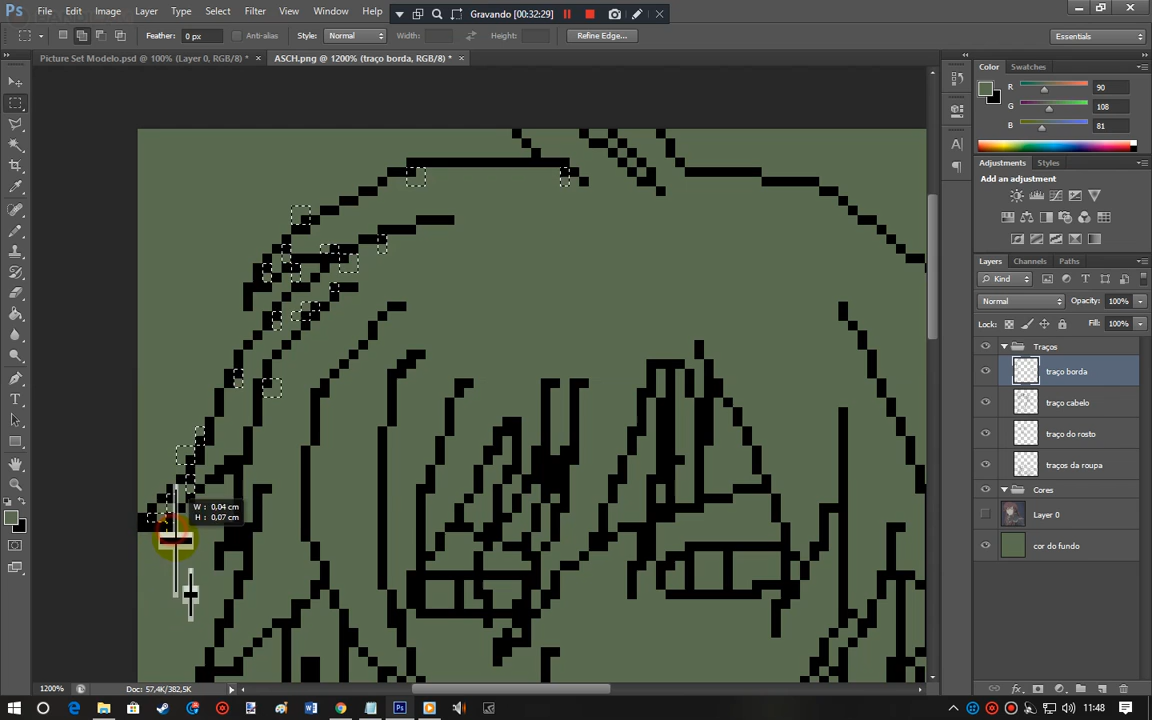 Ps File Edit Image Layer Type Select Filter View Window Help
Gravando 00:32:29
Feather: 0 px Anti-alias Style: Normal Width: Height: Refine Edge... Essentials
Picture Set Modelo.psd @ 100% (Layer 0, RGB/8) * × ASCH.png @ 1200% (traço borda, RGB/8) * ×
Color Swatches
R 90
G 108
B 81
Adjustments Styles
Add an adjustment
Layers Channels Paths
Kind
Normal Opacity: 100%
Lock: Fill: 100%
Traços
traço borda
traço cabelo
traço do rosto
traços da roupa
Cores
Layer 0
cor do fundo
W: 0,04 cm
H: 0,07 cm
1200% Doc: 57,4K/382,5K
11:48